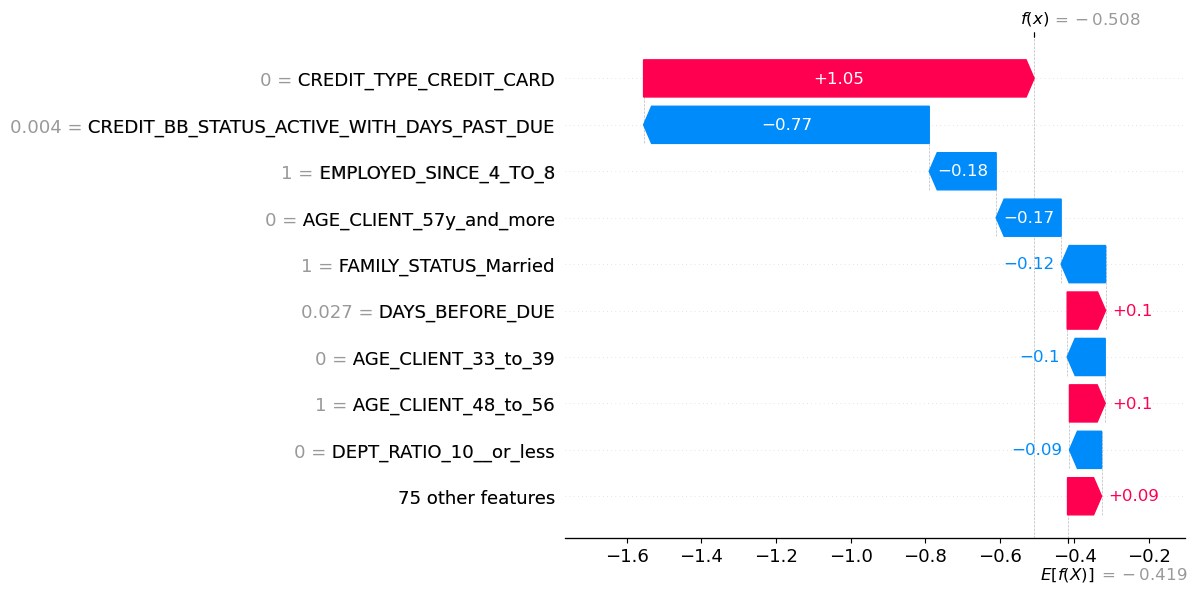 f(x) = −0.508
0 = CREDIT_TYPE_CREDIT_CARD +1.05
0.004 = CREDIT_BB_STATUS_ACTIVE_WITH_DAYS_PAST_DUE −0.77
1 = EMPLOYED_SINCE_4_TO_8 −0.18
0 = AGE_CLIENT_57y_and_more −0.17
1 = FAMILY_STATUS_Married −0.12
0.027 = DAYS_BEFORE_DUE +0.1
0 = AGE_CLIENT_33_to_39 −0.1
1 = AGE_CLIENT_48_to_56 +0.1
0 = DEPT_RATIO_10__or_less −0.09
75 other features +0.09
−1.6 −1.4 −1.2 −1.0 −0.8 −0.6 −0.4 −0.2
E[f(X)] = −0.419